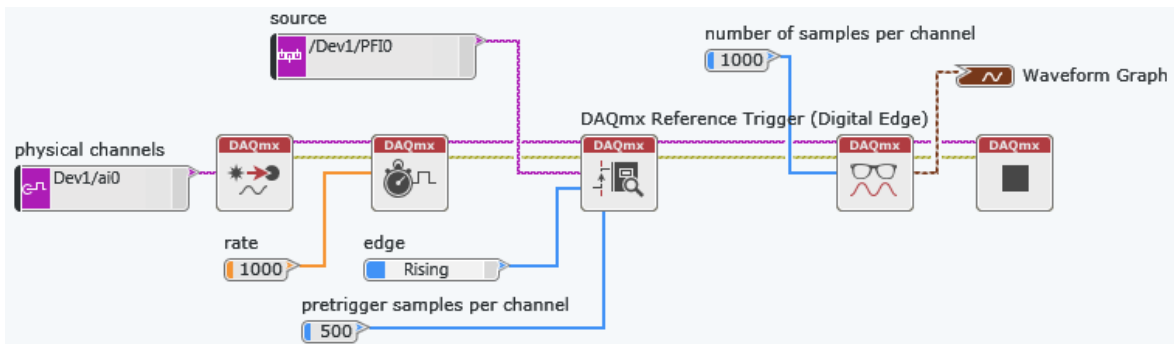 source
/Dev1/PFI0
number of samples per channel
1000
Waveform Graph
DAQmx Reference Trigger (Digital Edge)
physical channels
Dev1/ai0
DAQmx
DAQmx
DAQmx
DAQmx
DAQmx
rate
1000
edge
Rising
pretrigger samples per channel
500